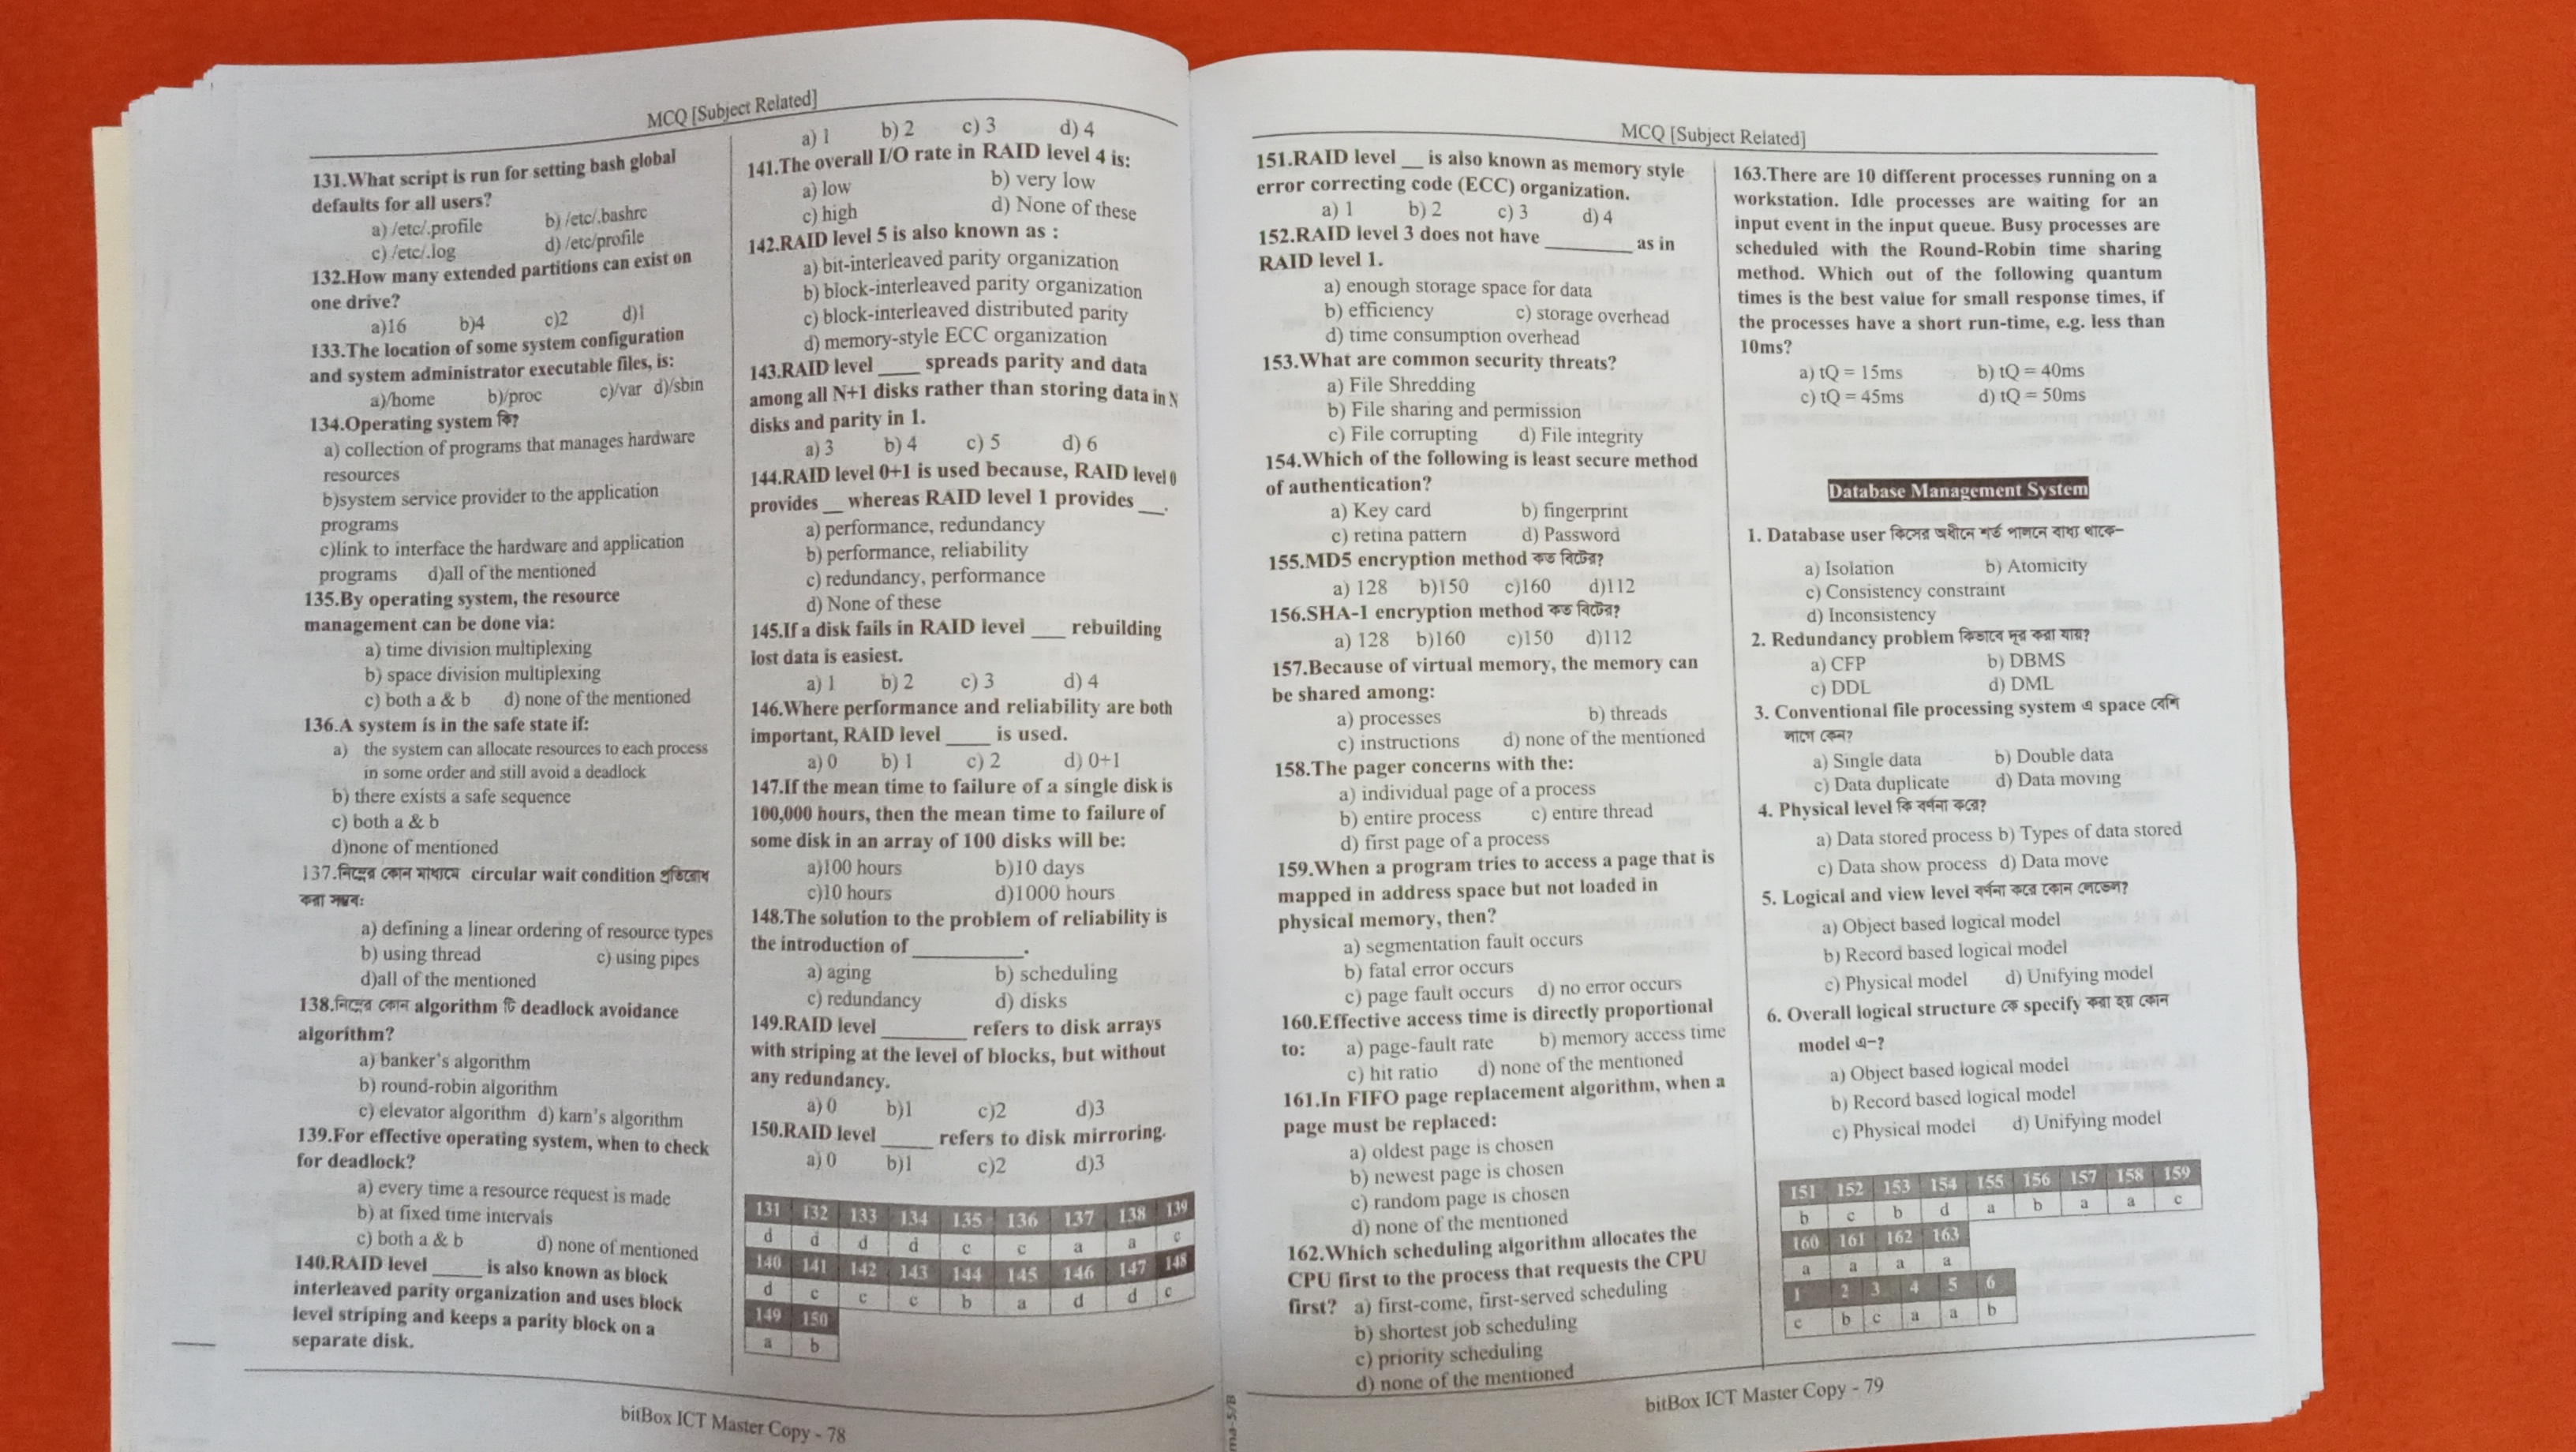 MCQ [Subject Related]
131.What script is run for setting bash global
defaults for all users?
a) /etc/.profile b) /etc/.bashrc
c) /etc/.log d) /etc/profile
132.How many extended partitions can exist on
one drive?
a)16 b)4 c)2 d)1
133.The location of some system configuration
and system administrator executable files, is:
a)/home b)/proc c)/var d)/sbin
134.Operating system কি?
a) collection of programs that manages hardware
resources
b)system service provider to the application
programs
c)link to interface the hardware and application
programs d)all of the mentioned
135.By operating system, the resource
management can be done via:
a) time division multiplexing
b) space division multiplexing
c) both a & b d) none of the mentioned
136.A system is in the safe state if:
a) the system can allocate resources to each process
in some order and still avoid a deadlock
b) there exists a safe sequence
c) both a & b
d)none of mentioned
137.নিম্নের কোন মাধ্যমে circular wait condition প্রতিরোধ
করা সম্ভব:
a) defining a linear ordering of resource types
b) using thread c) using pipes
d)all of the mentioned
138.নিম্নের কোন algorithm টি deadlock avoidance
algorithm?
a) banker's algorithm
b) round-robin algorithm
c) elevator algorithm d) karn's algorithm
139.For effective operating system, when to check
for deadlock?
a) every time a resource request is made
b) at fixed time intervals
c) both a & b d) none of mentioned
140.RAID level _____ is also known as block
interleaved parity organization and uses block
level striping and keeps a parity block on a
separate disk.
a) 1 b) 2 c) 3 d) 4
141.The overall I/O rate in RAID level 4 is:
a) low b) very low
c) high d) None of these
142.RAID level 5 is also known as :
a) bit-interleaved parity organization
b) block-interleaved parity organization
c) block-interleaved distributed parity
d) memory-style ECC organization
143.RAID level ____ spreads parity and data
among all N+1 disks rather than storing data in N
disks and parity in 1.
a) 3 b) 4 c) 5 d) 6
144.RAID level 0+1 is used because, RAID level 0
provides __ whereas RAID level 1 provides ___.
a) performance, redundancy
b) performance, reliability
c) redundancy, performance
d) None of these
145.If a disk fails in RAID level ___ rebuilding
lost data is easiest.
a) 1 b) 2 c) 3 d) 4
146.Where performance and reliability are both
important, RAID level ____ is used.
a) 0 b) 1 c) 2 d) 0+1
147.If the mean time to failure of a single disk is
100,000 hours, then the mean time to failure of
some disk in an array of 100 disks will be:
a)100 hours b)10 days
c)10 hours d)1000 hours
148.The solution to the problem of reliability is
the introduction of ___________.
a) aging b) scheduling
c) redundancy d) disks
149.RAID level ________ refers to disk arrays
with striping at the level of blocks, but without
any redundancy.
a) 0 b)1 c)2 d)3
150.RAID level _____ refers to disk mirroring.
a) 0 b)1 c)2 d)3
131 132 133 134 135 136 137 138 139
d d d d c c a a c
140 141 142 143 144 145 146 147 148
d c c c b a d d c
149 150
a b
bitBox ICT Master Copy - 78
MCQ [Subject Related]
151.RAID level __ is also known as memory style
error correcting code (ECC) organization.
a) 1 b) 2 c) 3 d) 4
152.RAID level 3 does not have _________ as in
RAID level 1.
a) enough storage space for data
b) efficiency c) storage overhead
d) time consumption overhead
153.What are common security threats?
a) File Shredding
b) File sharing and permission
c) File corrupting d) File integrity
154.Which of the following is least secure method
of authentication?
a) Key card b) fingerprint
c) retina pattern d) Password
155.MD5 encryption method কত বিটের?
a) 128 b)150 c)160 d)112
156.SHA-1 encryption method কত বিটের?
a) 128 b)160 c)150 d)112
157.Because of virtual memory, the memory can
be shared among:
a) processes b) threads
c) instructions d) none of the mentioned
158.The pager concerns with the:
a) individual page of a process
b) entire process c) entire thread
d) first page of a process
159.When a program tries to access a page that is
mapped in address space but not loaded in
physical memory, then?
a) segmentation fault occurs
b) fatal error occurs
c) page fault occurs d) no error occurs
160.Effective access time is directly proportional
to: a) page-fault rate b) memory access time
c) hit ratio d) none of the mentioned
161.In FIFO page replacement algorithm, when a
page must be replaced:
a) oldest page is chosen
b) newest page is chosen
c) random page is chosen
d) none of the mentioned
162.Which scheduling algorithm allocates the
CPU first to the process that requests the CPU
first? a) first-come, first-served scheduling
b) shortest job scheduling
c) priority scheduling
d) none of the mentioned
163.There are 10 different processes running on a
workstation. Idle processes are waiting for an
input event in the input queue. Busy processes are
scheduled with the Round-Robin time sharing
method. Which out of the following quantum
times is the best value for small response times, if
the processes have a short run-time, e.g. less than
10ms?
a) tQ = 15ms b) tQ = 40ms
c) tQ = 45ms d) tQ = 50ms
Database Management System
1. Database user কিসের অধীনে শর্ত পালনে বাধ্য থাকে-
a) Isolation b) Atomicity
c) Consistency constraint
d) Inconsistency
2. Redundancy problem কিভাবে দূর করা যায়?
a) CFP b) DBMS
c) DDL d) DML
3. Conventional file processing system এ space বেশি
লাগে কেন?
a) Single data b) Double data
c) Data duplicate d) Data moving
4. Physical level কি বর্ণনা করে?
a) Data stored process b) Types of data stored
c) Data show process d) Data move
5. Logical and view level বর্ণনা করে কোন লেভেল?
a) Object based logical model
b) Record based logical model
c) Physical model d) Unifying model
6. Overall logical structure কে specify করা হয় কোন
model এ-?
a) Object based logical model
b) Record based logical model
c) Physical model d) Unifying model
151 152 153 154 155 156 157 158 159
b c b d a b a a c
160 161 162 163
a a a a
1 2 3 4 5 6
c b c a a b
bitBox ICT Master Copy - 79
ma-5/B